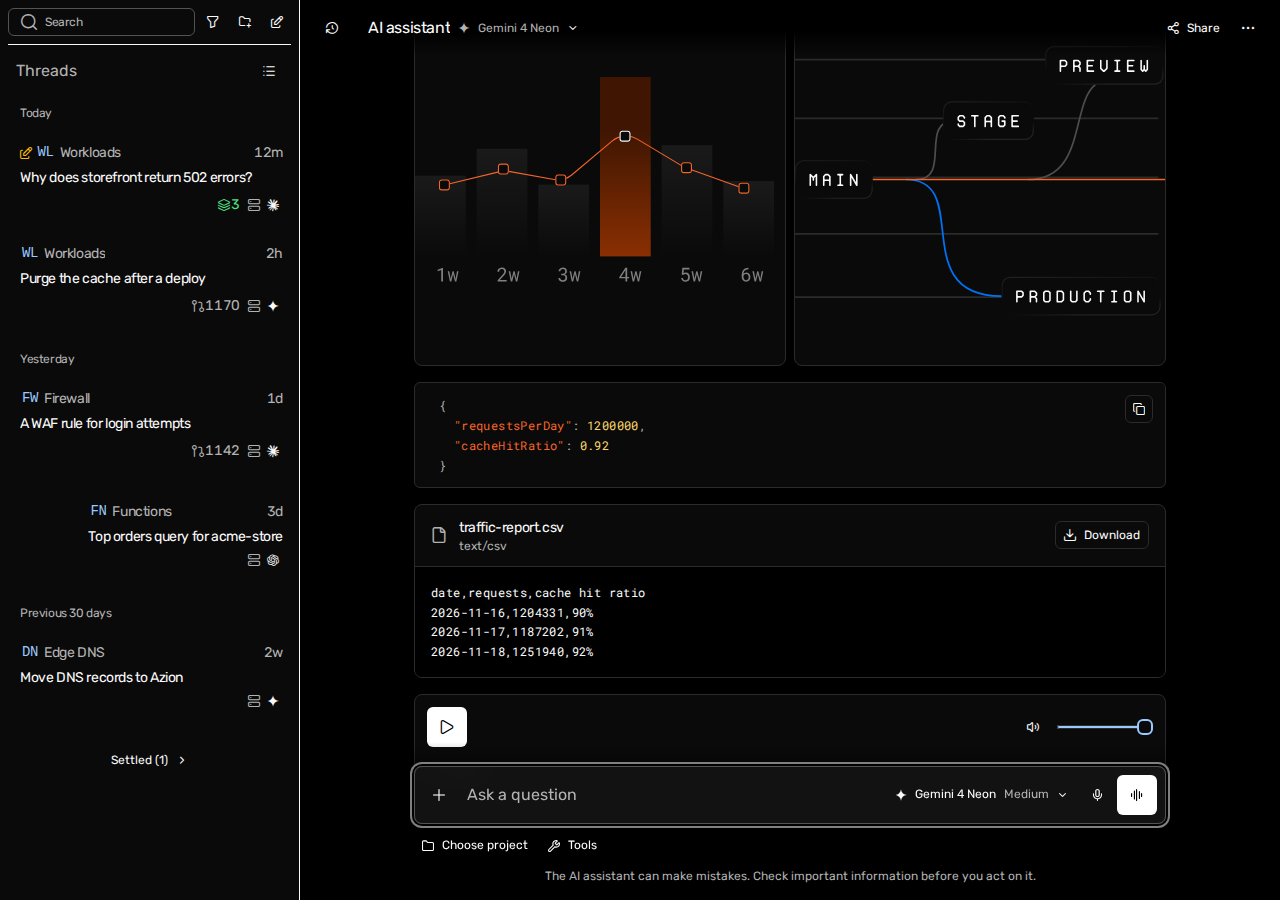 Search
Threads
Today
WL Workloads 12m
Why does storefront return 502 errors?
3
WL Workloads 2h
Purge the cache after a deploy
1170
Yesterday
FW Firewall 1d
A WAF rule for login attempts
1142
FN Functions 3d
Top orders query for acme-store
Previous 30 days
DN Edge DNS 2w
Move DNS records to Azion
Settled (1)
AI assistant Gemini 4 Neon
Share
1w 2w 3w 4w 5w 6w
PREVIEW
STAGE
MAIN
PRODUCTION
{
"requestsPerDay": 1200000,
"cacheHitRatio": 0.92
}
traffic-report.csv
text/csv
Download
date,requests,cache hit ratio
2026-11-16,1204331,90%
2026-11-17,1187202,91%
2026-11-18,1251940,92%
Ask a question
Gemini 4 Neon Medium
Choose project Tools
The AI assistant can make mistakes. Check important information before you act on it.